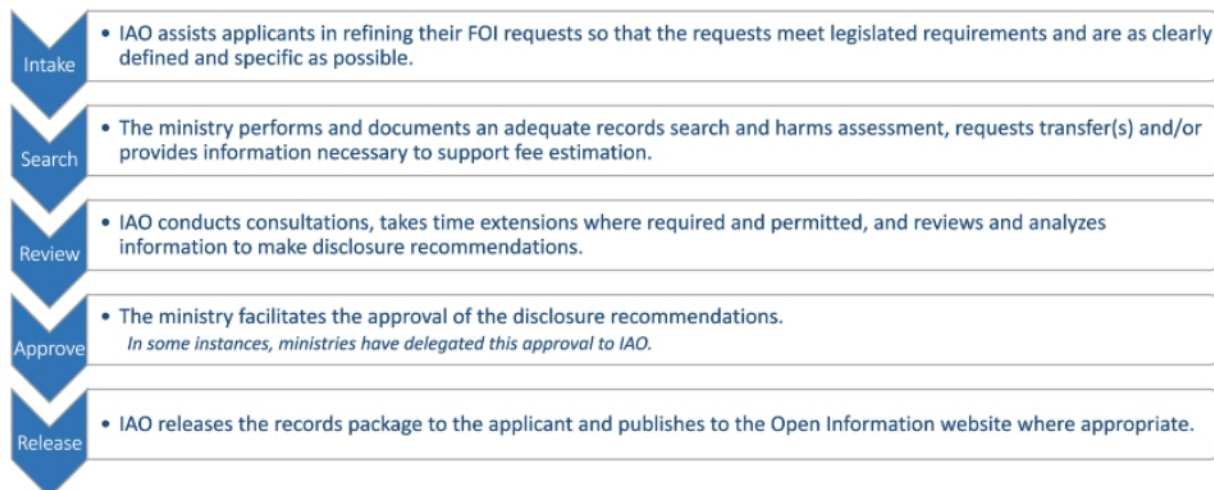 Intake
• IAO assists applicants in refining their FOI requests so that the requests meet legislated requirements and are as clearly
defined and specific as possible.
Search
• The ministry performs and documents an adequate records search and harms assessment, requests transfer(s) and/or
provides information necessary to support fee estimation.
Review
• IAO conducts consultations, takes time extensions where required and permitted, and reviews and analyzes
information to make disclosure recommendations.
Approve
• The ministry facilitates the approval of the disclosure recommendations.
In some instances, ministries have delegated this approval to IAO.
Release
• IAO releases the records package to the applicant and publishes to the Open Information website where appropriate.